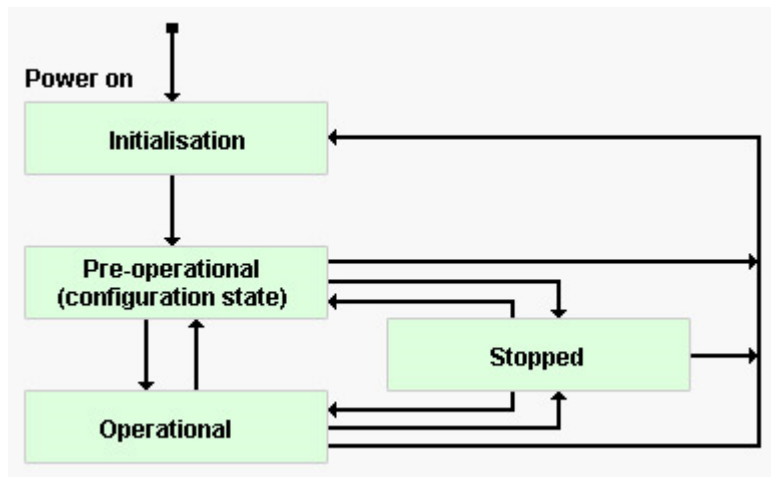 Power on
Initialisation
Pre-operational
(configuration state)
Stopped
Operational